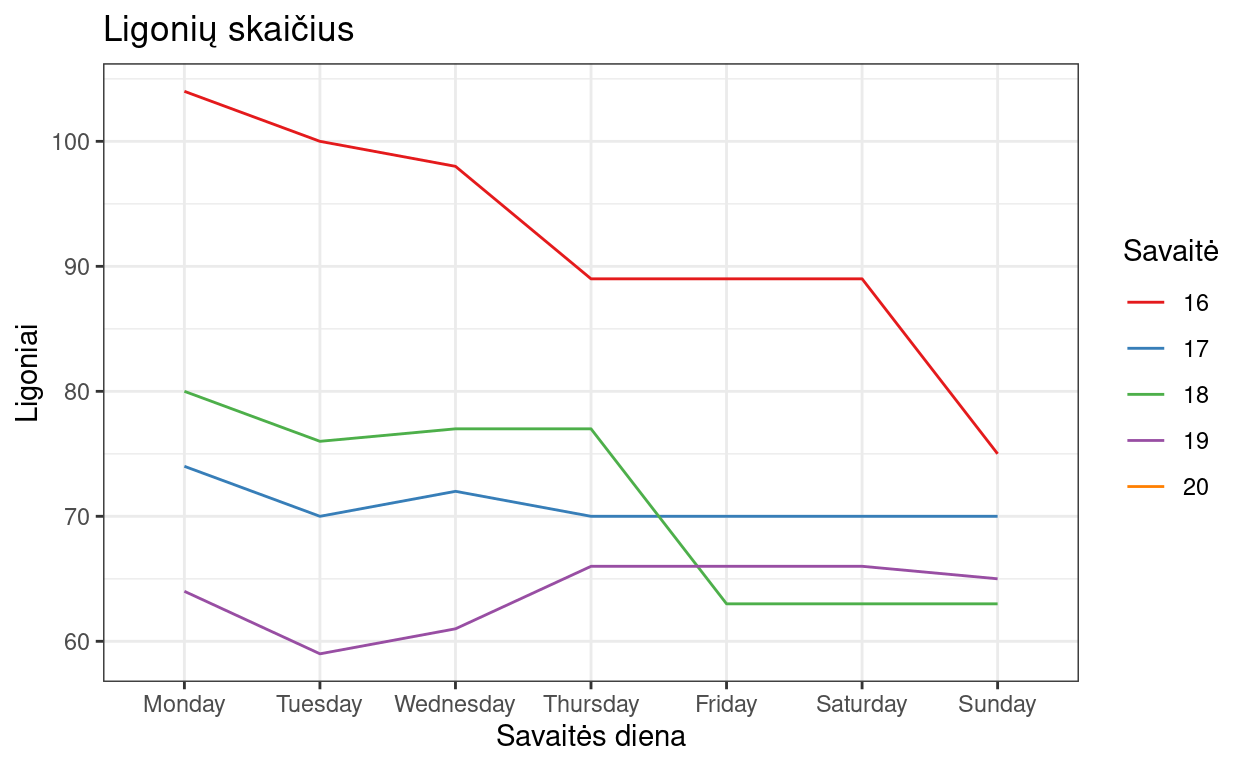 Ligonių skaičius
Ligoniai
100
90
80
70
60
Monday Tuesday Wednesday Thursday Friday Saturday Sunday
Savaitės diena
Savaitė
16
17
18
19
20